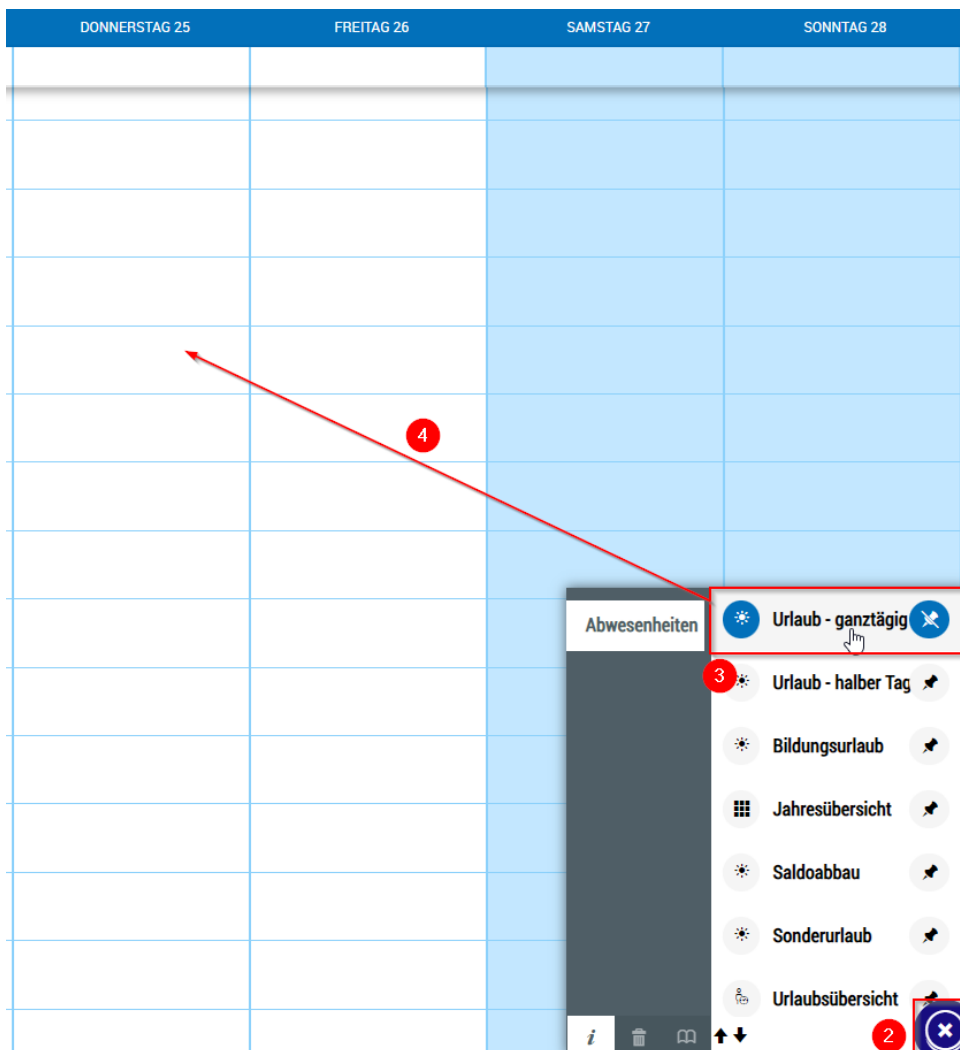 DONNERSTAG 25 FREITAG 26 SAMSTAG 27 SONNTAG 28
4
Abwesenheiten
Urlaub - ganztägig
3
Urlaub - halber Tag
Bildungsurlaub
Jahresübersicht
Saldoabbau
Sonderurlaub
Urlaubsübersicht
i
2